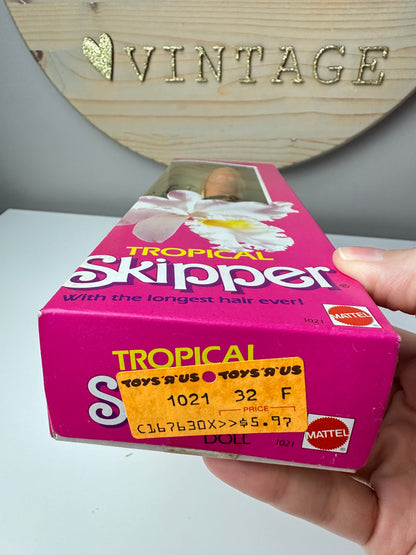 VINTAGE
TROPICAL
Skipper®
With the longest hair ever!
1021
MATTEL
TROPICAL
TOYS "R" US TOYS "R" US
1021 32 F
PRICE
C167630X>>$5.97
DOLL
1021
MATTEL